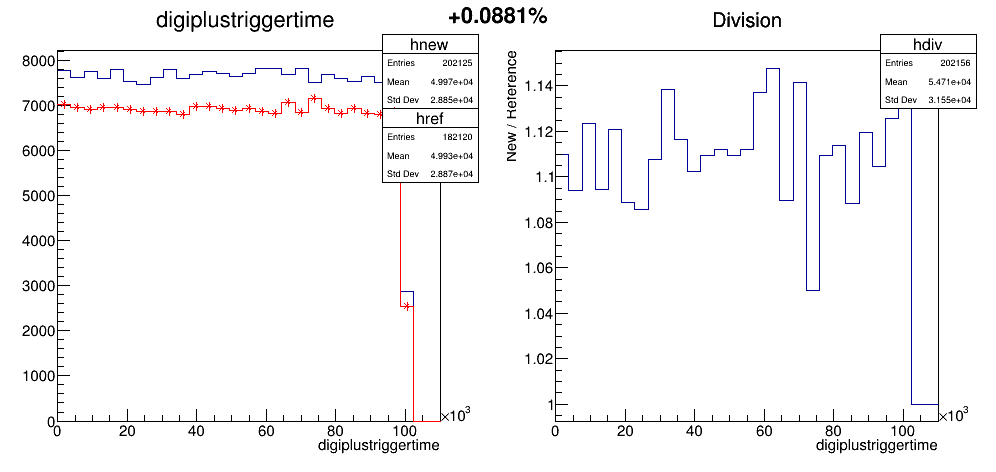 digiplustriggertime
+0.0881%
Division
hnew
Entries 202125
Mean 4.997e+04
Std Dev 2.885e+04
href
Entries 182120
Mean 4.993e+04
Std Dev 2.887e+04
8000
7000
6000
5000
4000
3000
2000
1000
0
0 20 40 60 80 100
×10³
digiplustriggertime
hdiv
Entries 202156
Mean 5.471e+04
Std Dev 3.155e+04
New / Reference
1.14
1.12
1.1
1.08
1.06
1.04
1.02
1
0 20 40 60 80 100
×10³
digiplustriggertime